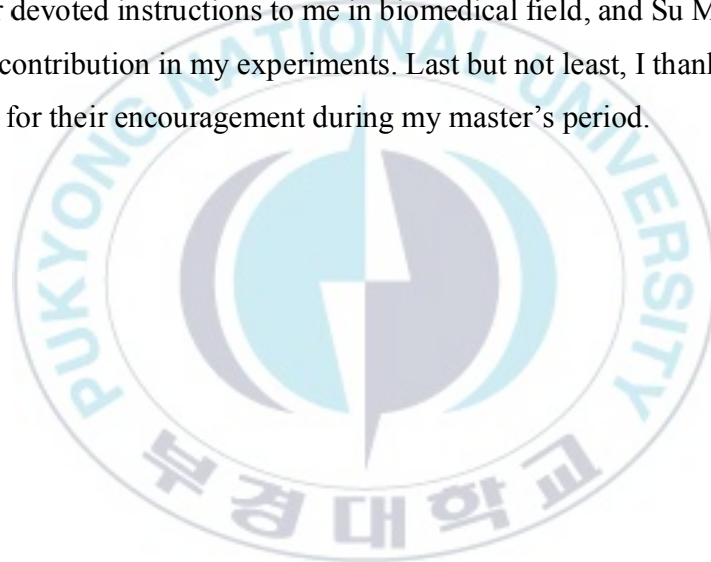 devoted instructions to me in biomedical field, and Su M
contribution in my experiments. Last but not least, I thank
for their encouragement during my master’s period.
PUKYONG NATIONAL UNIVERSITY
부경대학교